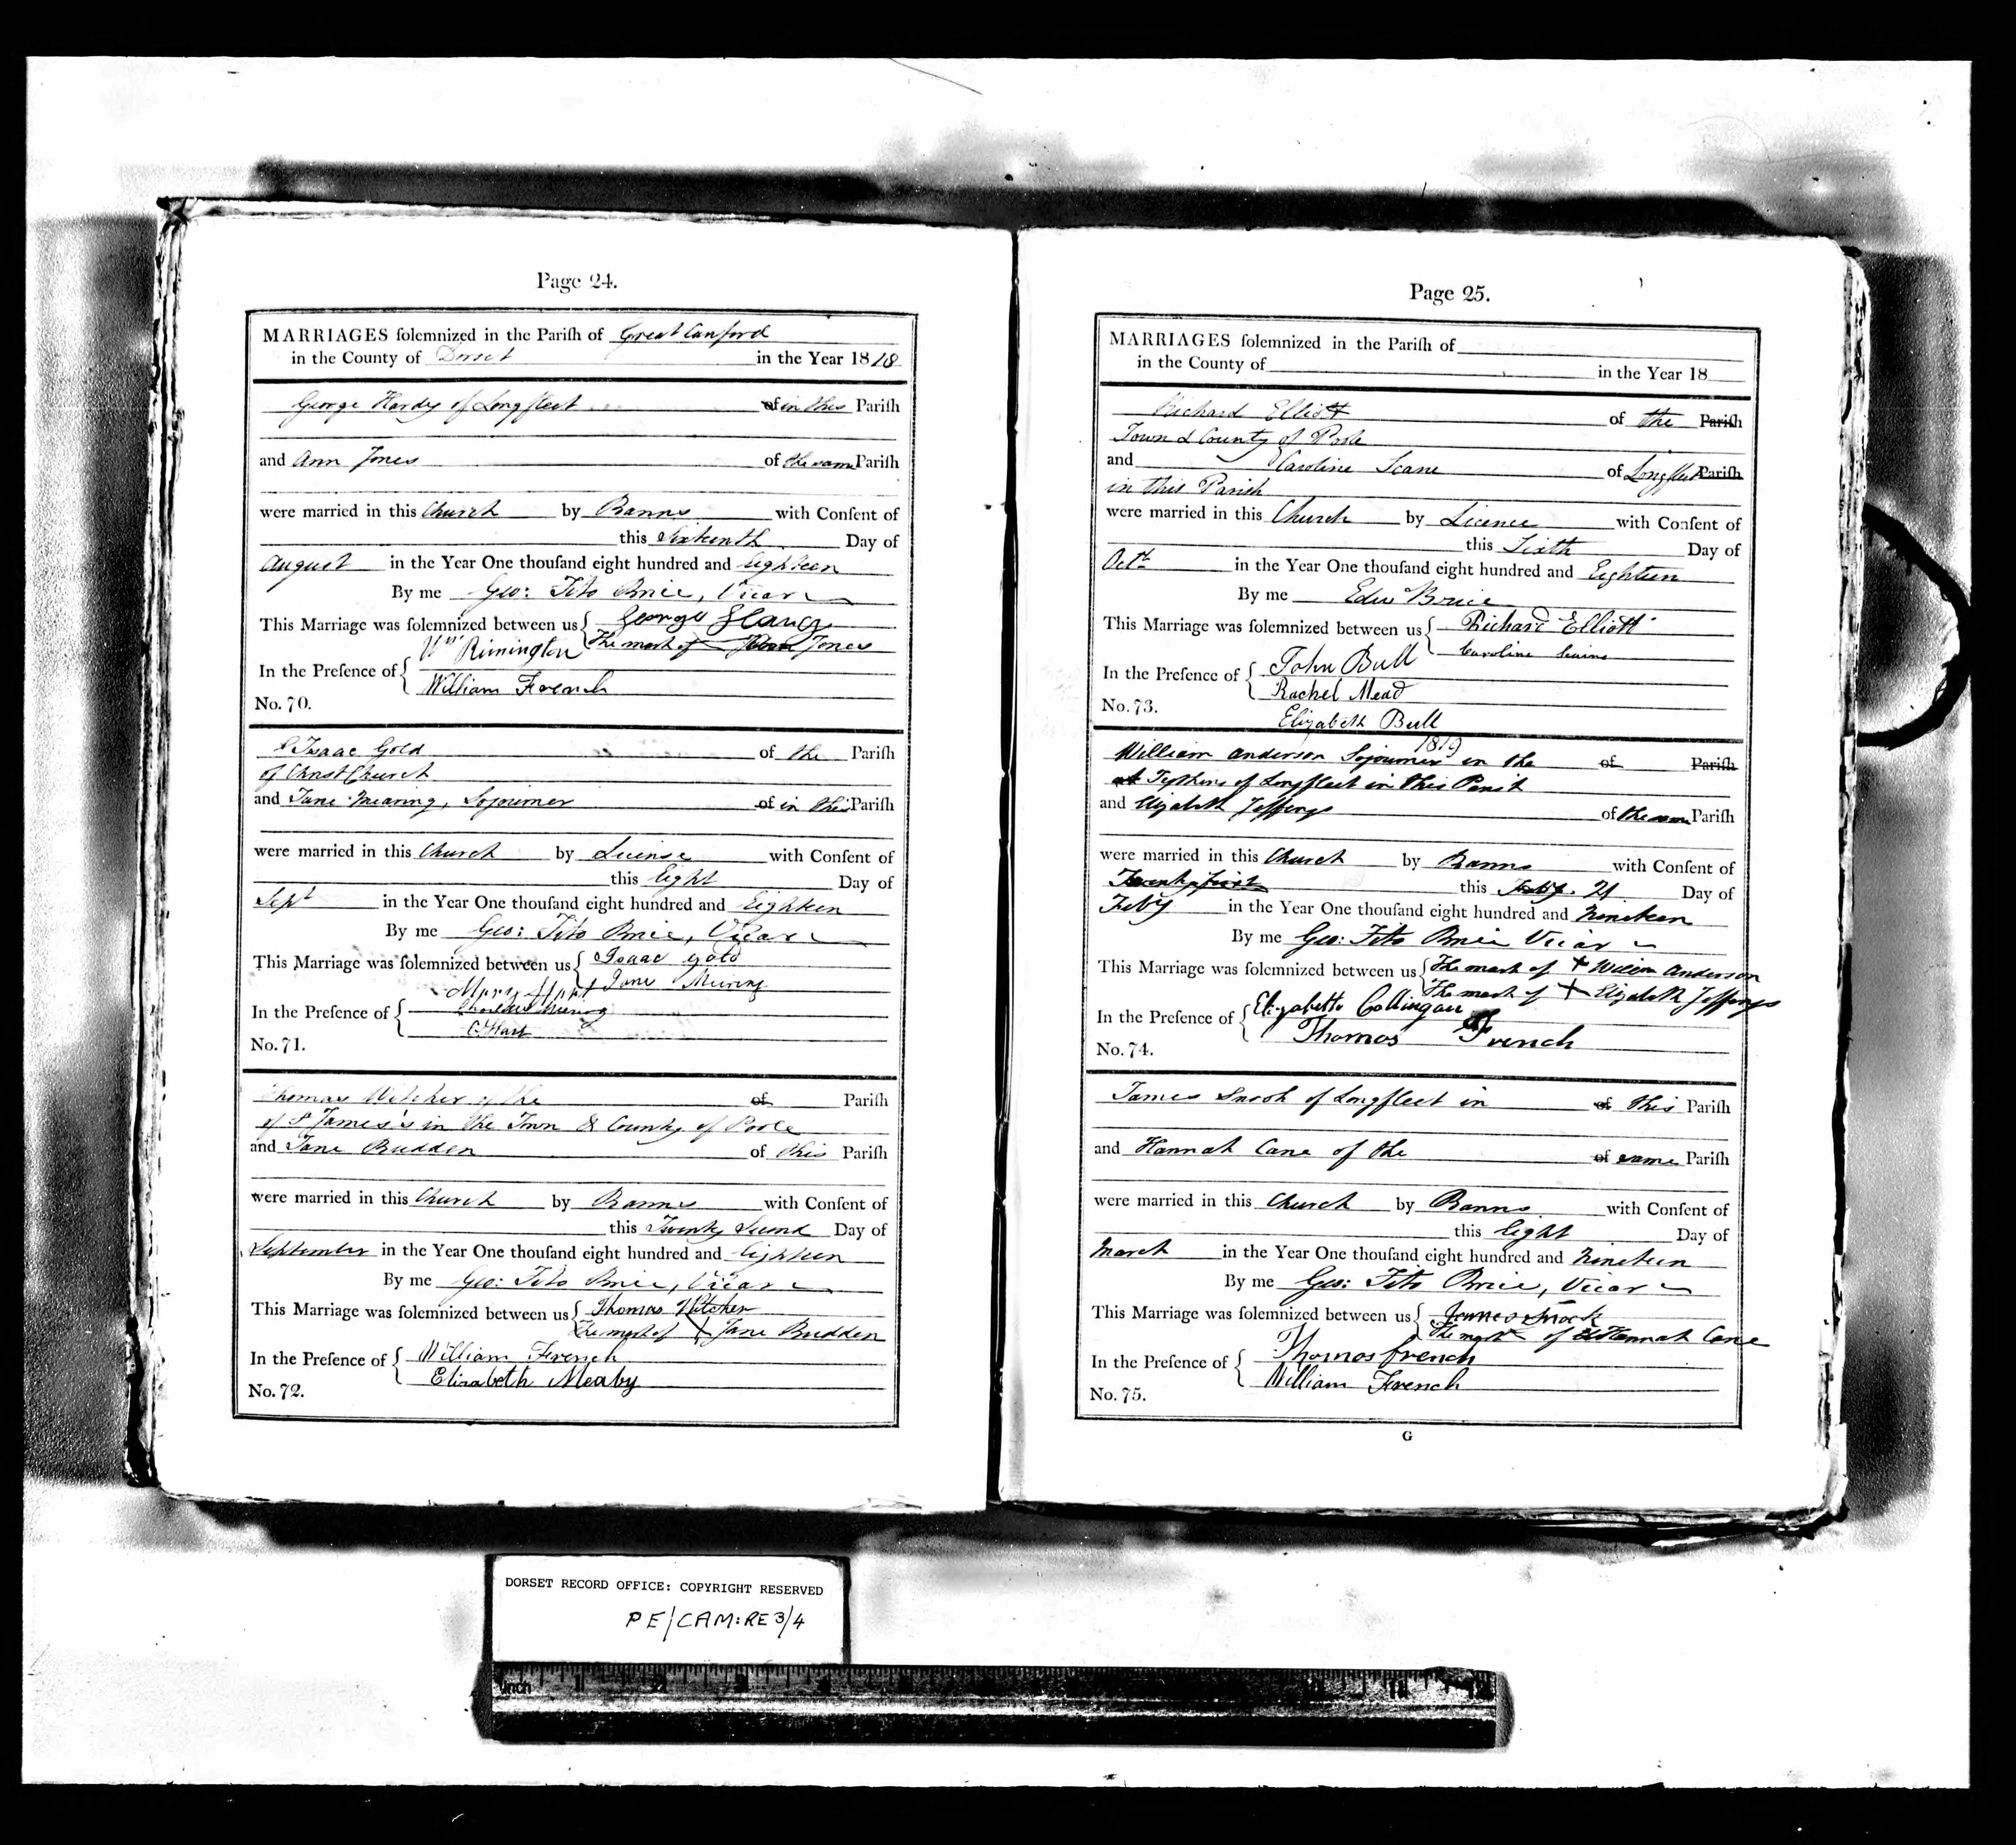 Page 24.
MARRIAGES solemnized in the Parish of Great Canford
in the County of Dorset in the Year 1818
George Hardy of Longfleet of in this Parish
and Ann Jones of the same Parish
were married in this Church by Banns with Consent of
this Sixteenth Day of
August in the Year One thousand eight hundred and Eighteen
By me Geo: Tito Brice, Vicar
This Marriage was solemnized between us George
The mark of Jones
In the Presence of Wm Rimington
William French
No. 70.
Isaac Gold of the Parish
of Christ Church
and Jane Mearing, Sojourner of in this Parish
were married in this Church by License with Consent of
this Eight Day of
Sept in the Year One thousand eight hundred and Eighteen
By me Geo: Tito Brice, Vicar
This Marriage was solemnized between us Isaac Gold
Jane Mearing
In the Presence of Mary Hart
C Hart
No. 71.
Thomas Witcher of the of Parish
of St James's in the Town & County of Poole
and Jane Budden of this Parish
were married in this Church by Banns with Consent of
this Twenty Second Day of
September in the Year One thousand eight hundred and Eighteen
By me Geo: Tito Brice, Vicar
This Marriage was solemnized between us Thomas Witcher
The mark of X Jane Budden
In the Presence of William French
Elizabeth Meaby
No. 72.
Page 25.
MARRIAGES solemnized in the Parish of
in the County of in the Year 18
Richard Elliott of the Parish
Town & County of Poole
and Caroline Scane of Longfleet Parish
in this Parish
were married in this Church by Licence with Consent of
this Sixth Day of
Octr in the Year One thousand eight hundred and Eighteen
By me Edw Brice
This Marriage was solemnized between us Richard Elliott
Caroline
In the Presence of John Bull
Rachel Mead
No. 73.
Elizabeth Bull
1819
William Anderson Sojourner in the of Parish
Tything of Longfleet in this Parish
and Elizabeth Jefferys of the same Parish
were married in this Church by Banns with Consent of
Twenty first this Feby. 21 Day of
Feby in the Year One thousand eight hundred and Nineteen
By me Geo: Tito Brice Vicar
This Marriage was solemnized between us The mark of + William Anderson
The mark of + Elizabeth Jefferys
In the Presence of Elizabeth
Thomas French
No. 74.
James Snook of Longfleet in of this Parish
and Hannah Cane of the of same Parish
were married in this Church by Banns with Consent of
this Eight Day of
March in the Year One thousand eight hundred and Nineteen
By me Geo: Tito Brice, Vicar
This Marriage was solemnized between us James Snook
The mark of Hannah Cane
In the Presence of Thomas French
William French
No. 75.
G
DORSET RECORD OFFICE: COPYRIGHT RESERVED
PE/CAM:RE 3/4